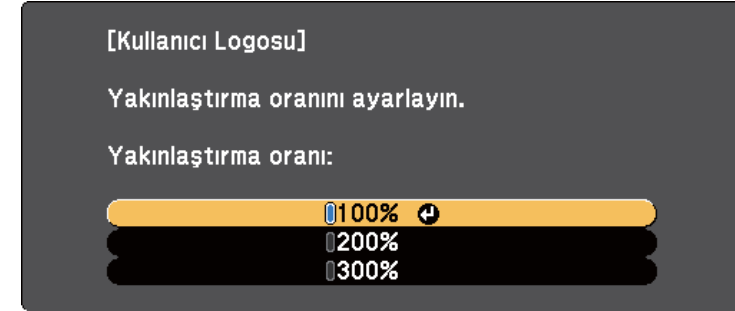 [Kullanıcı Logosu]
Yakınlaştırma oranını ayarlayın.
Yakınlaştırma oranı:
100%
200%
300%